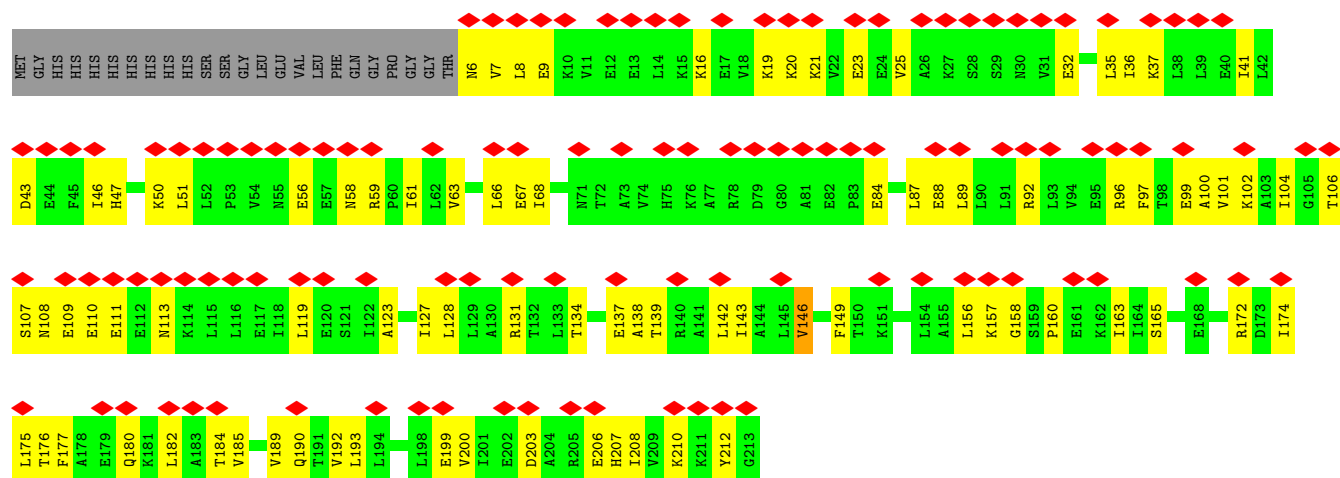 MET GLY HIS HIS HIS HIS HIS HIS HIS HIS HIS HIS SER SER GLY LEU GLU VAL LEU PHE GLN GLY PRO GLY GLY THR N6 V7 L8 E9 K10 V11 E12 E13 L14 K15 K16 E17 V18 K19 K20 K21 V22 E23 E24 V25 A26 K27 S28 S29 N30 V31 E32 L35 I36 K37 L38 L39 E40 I41 L42
D43 E44 F45 I46 H47 K50 L51 L52 P53 V54 N55 E56 E57 N58 R59 P60 I61 L62 V63 L66 E67 I68 N71 T72 A73 V74 H75 K76 A77 R78 D79 G80 A81 E82 P83 E84 L87 E88 L89 L90 L91 R92 L93 V94 E95 R96 F97 T98 E99 A100 V101 K102 A103 I104 G105 T106
S107 N108 E109 E110 E111 E112 N113 K114 L115 L116 E117 I118 L119 E120 S121 I122 A123 I127 L128 L129 A130 R131 T132 L133 T134 E137 A138 T139 R140 A141 L142 I143 A144 L145 V146 F149 T150 K151 L154 A155 L156 K157 G158 S159 P160 E161 K162 I163 I164 S165 E168 R172 D173 I174
L175 T176 F177 A178 E179 Q180 K181 L182 A183 T184 V185 V189 Q190 T191 V192 L193 L194 L198 E199 V200 I201 E202 D203 A204 R205 E206 H207 I208 V209 K210 K211 Y212 G213